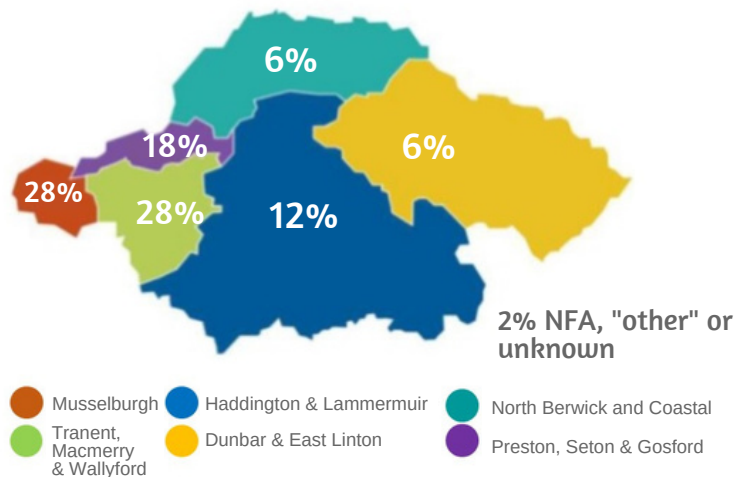 6%
18%
6%
28%
28%
12%
2% NFA, "other" or
unknown
Musselburgh
Haddington & Lammermuir
North Berwick and Coastal
Tranent,
Macmerry
& Wallyford
Dunbar & East Linton
Preston, Seton & Gosford